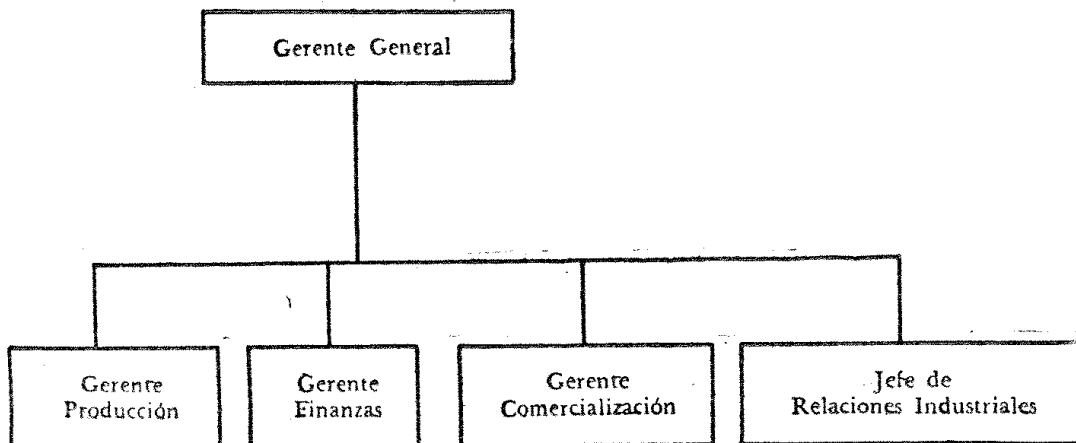 Gerente General
Gerente
Producción
Gerente
Finanzas
Gerente
Comercialización
Jefe de
Relaciones Industriales